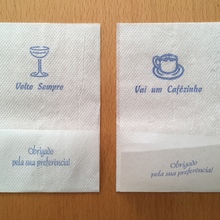 Volte Sempre
Obrigado
pela sua preferência!
Vai um Cafézinho
Obrigado
pela sua preferência!